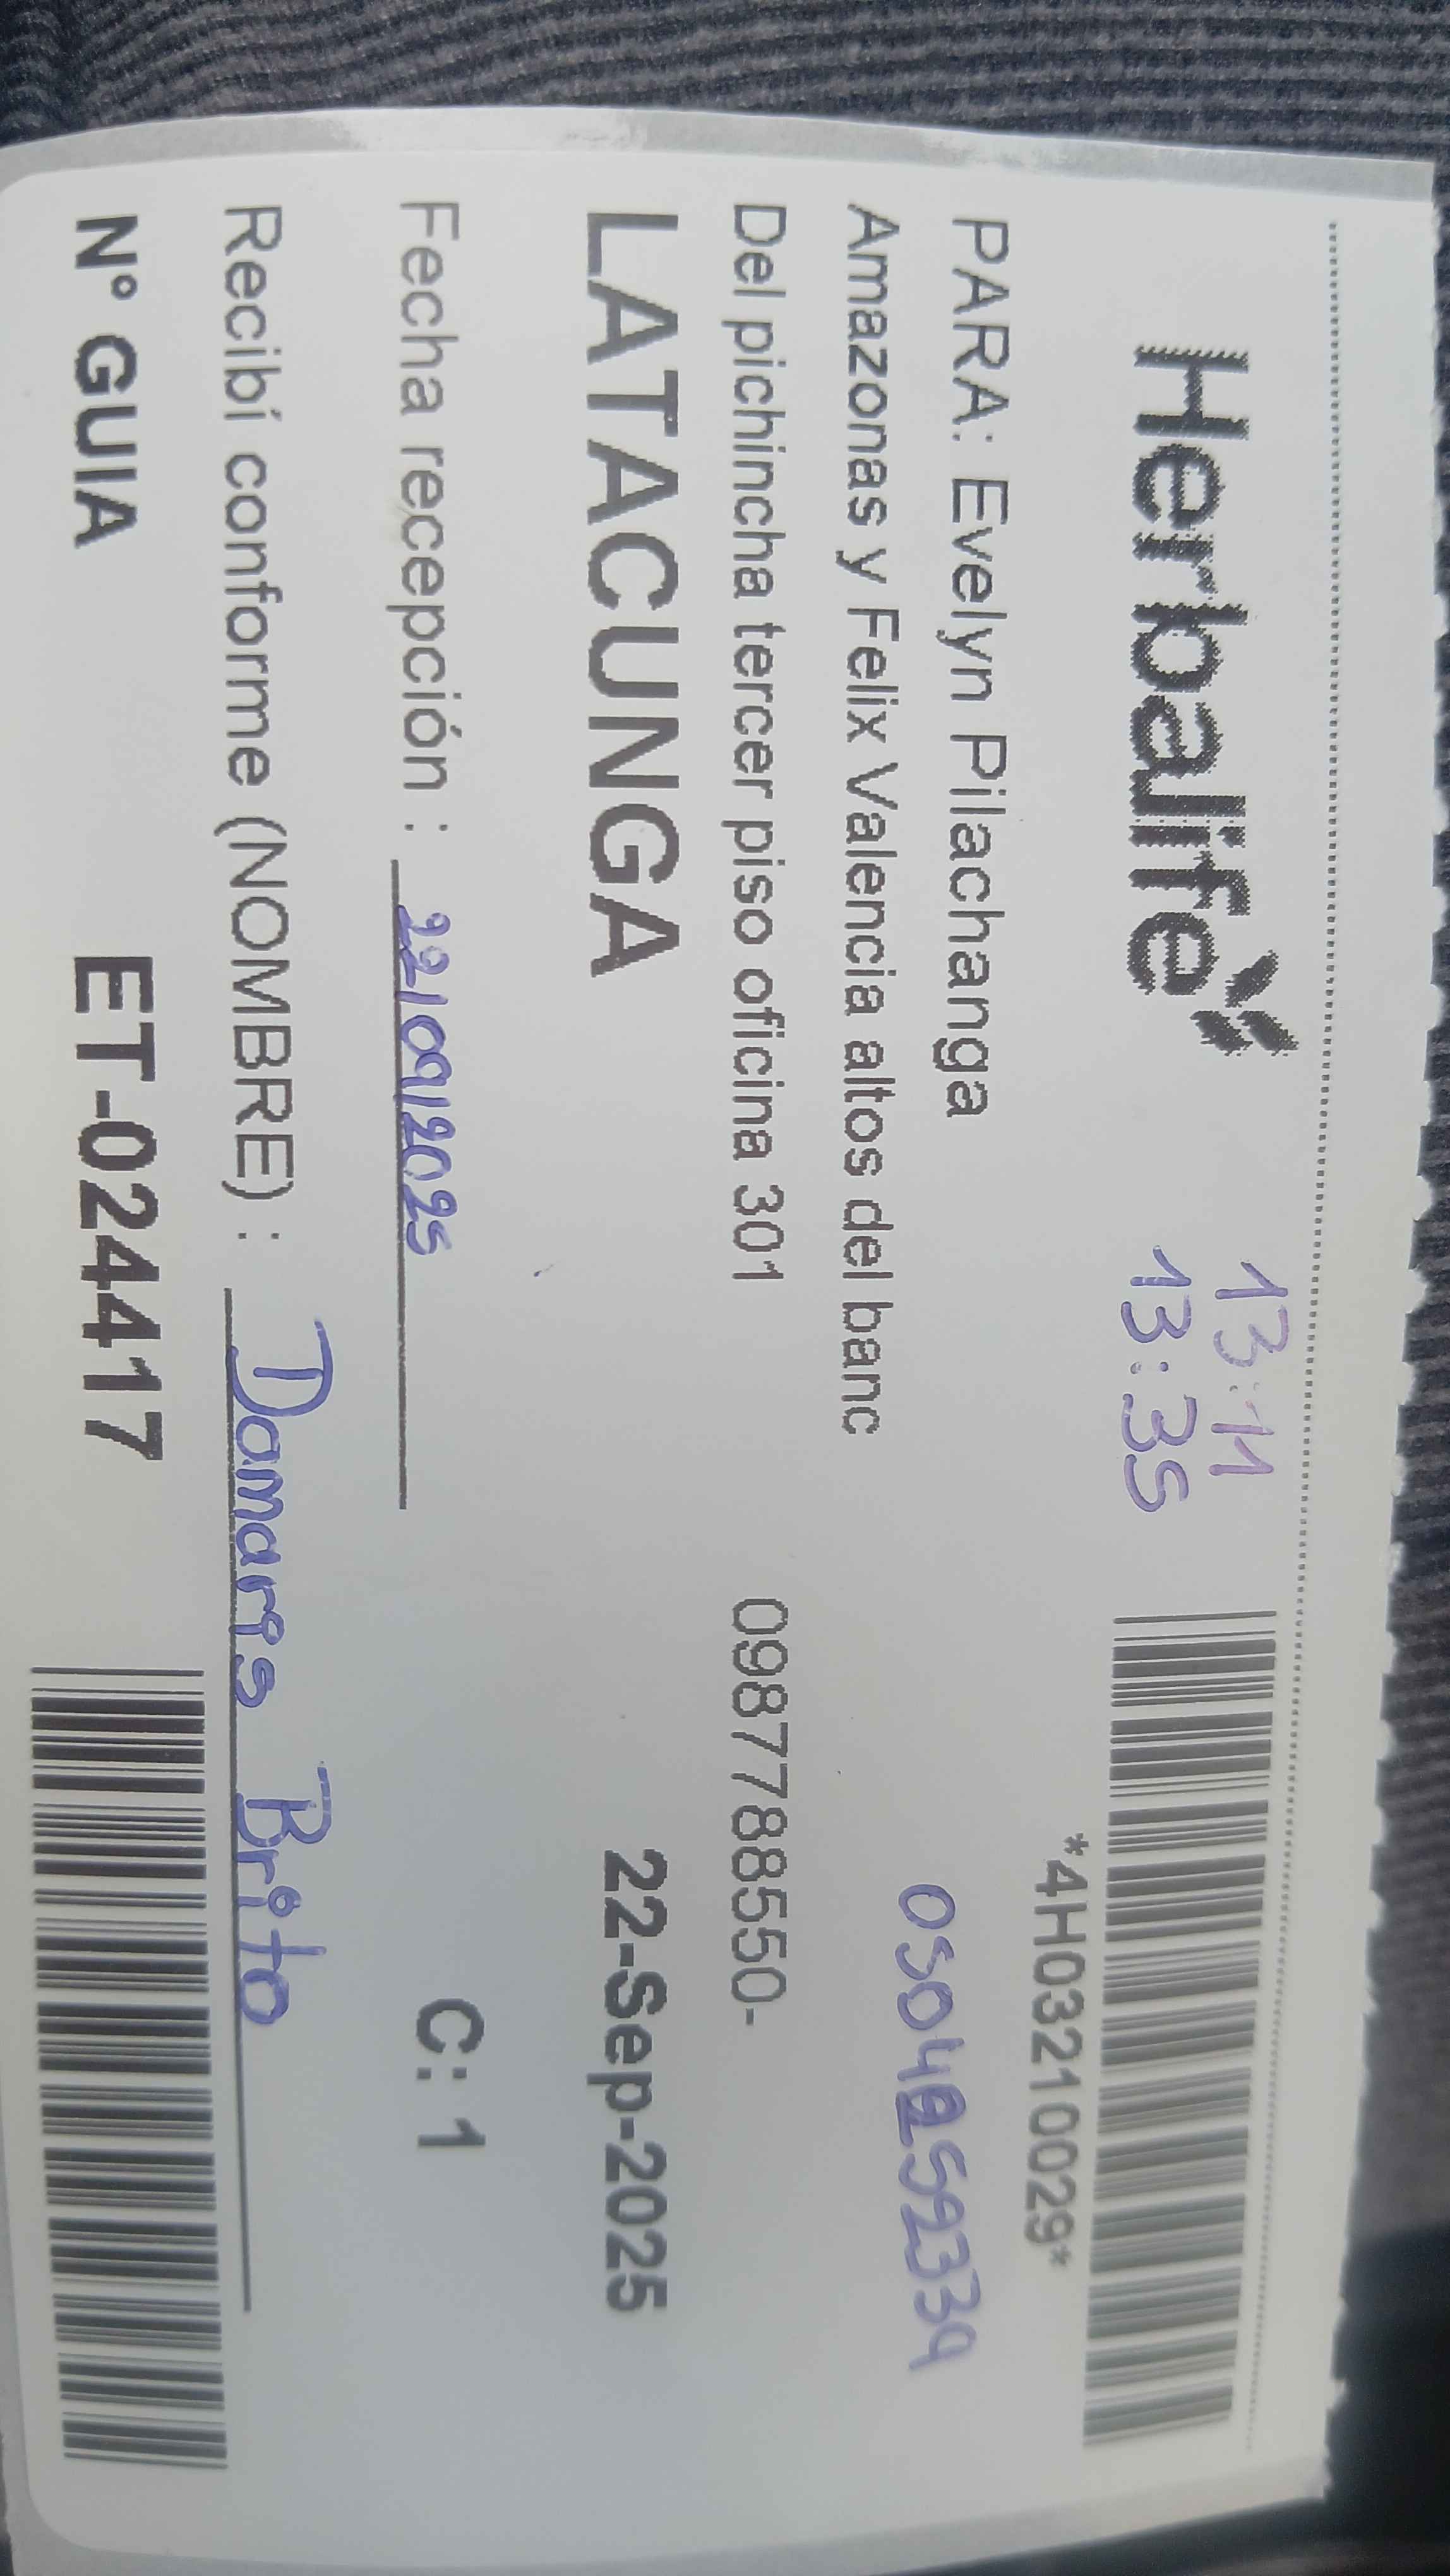 Herbalife
13:11
13:35
*4H03210029*
PARA: Evelyn Pilachanga
Amazonas y Felix Valencia altos del banc
Del pichincha tercer piso oficina 301 0987788550-
LATACUNGA 22-Sep-2025
Fecha recepción : 22/09/2025 C: 1
Recibí conforme (NOMBRE) : Damaris Brito
N° GUIA ET-024417